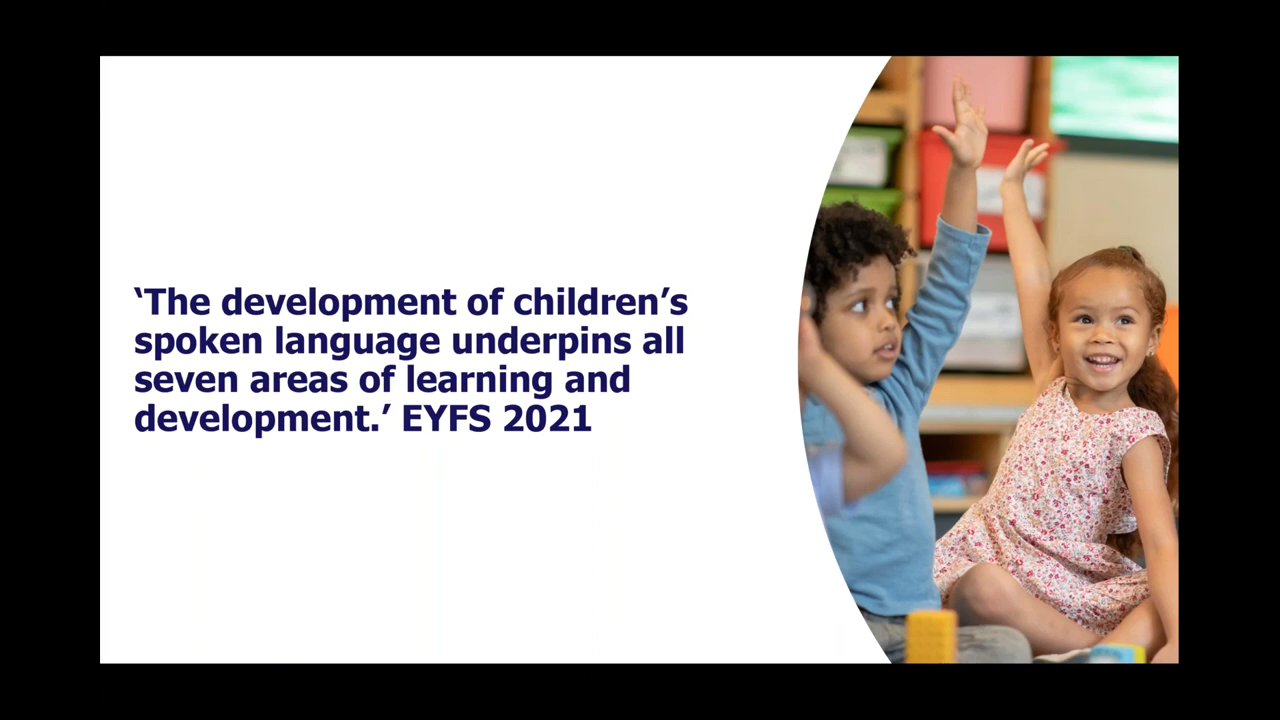 ‘The development of children’s
spoken language underpins all
seven areas of learning and
development.’ EYFS 2021